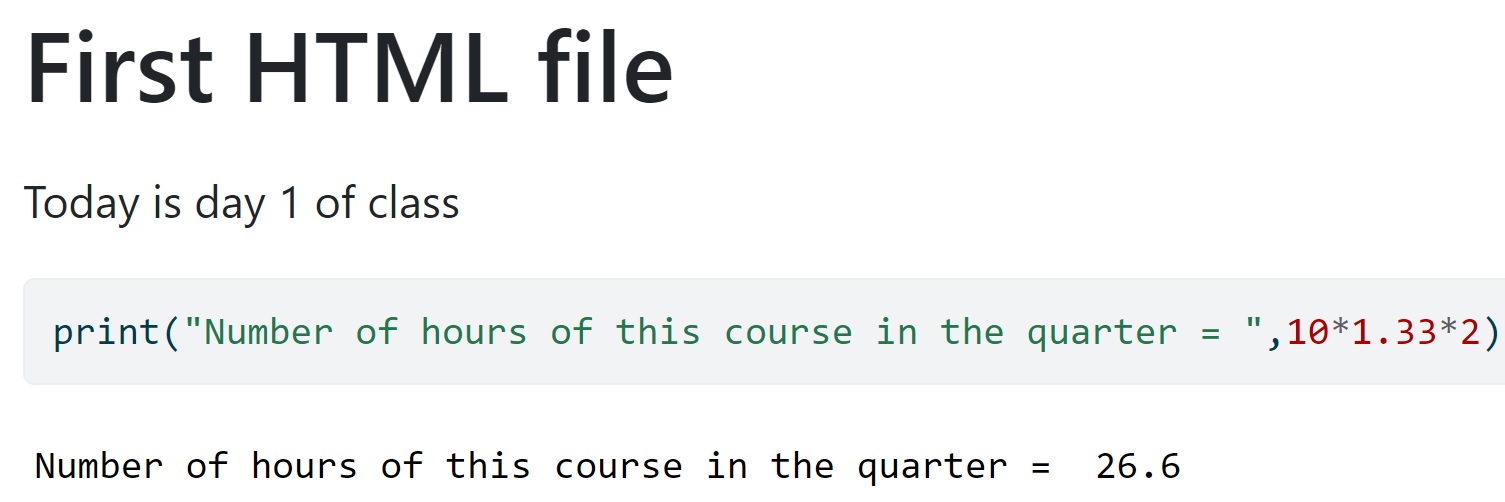 First HTML file
Today is day 1 of class
print("Number of hours of this course in the quarter = ",10*1.33*2)
Number of hours of this course in the quarter =  26.6